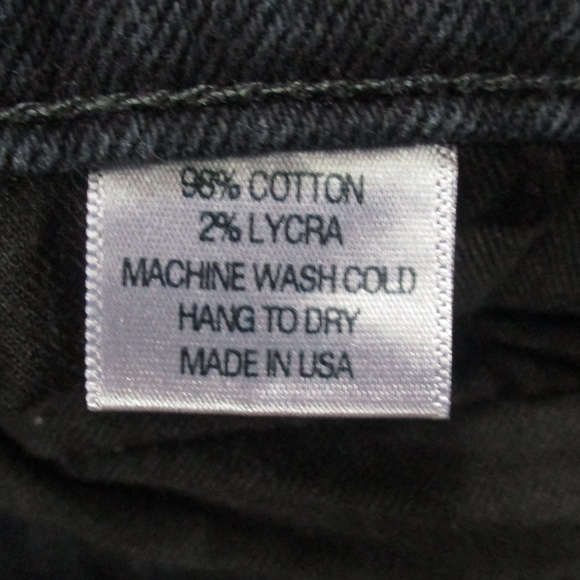 98% COTTON
2% LYCRA
MACHINE WASH COLD
HANG TO DRY
MADE IN USA